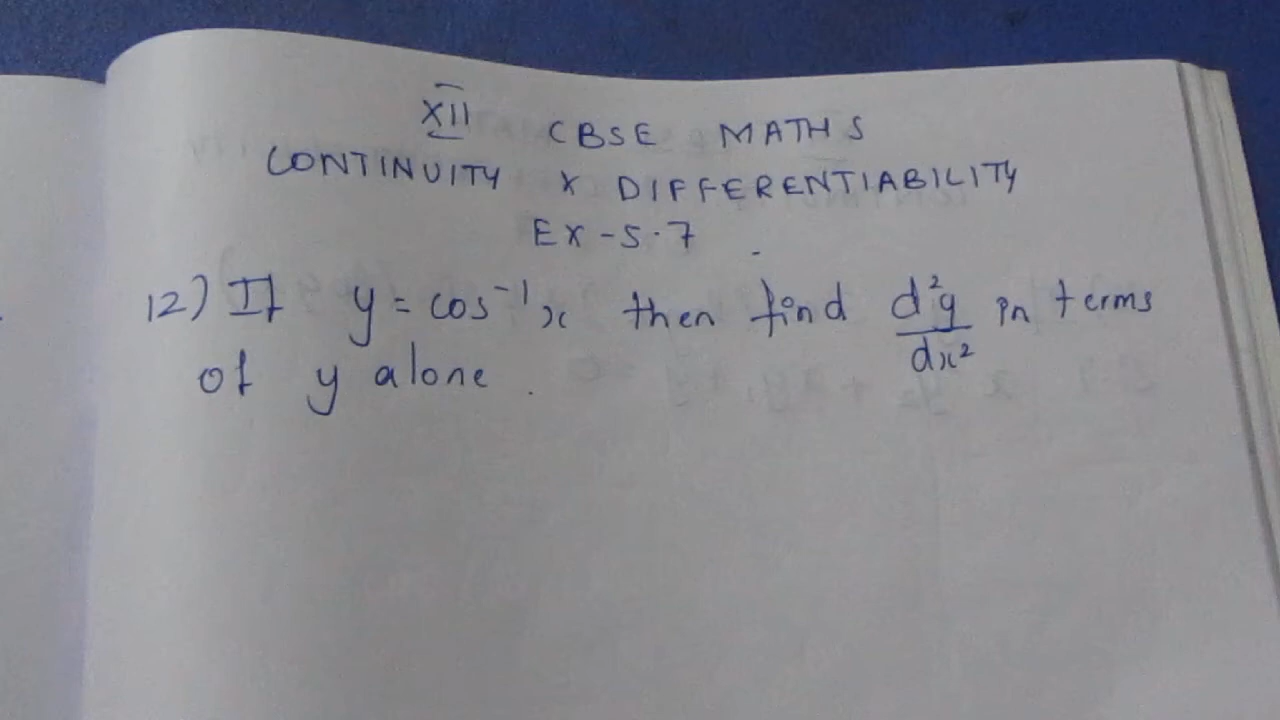 XII CBSE MATHS
CONTINUITY & DIFFERENTIABILITY
EX-5.7
12) If y = cos⁻¹x then find d²y/dx² in terms
of y alone.